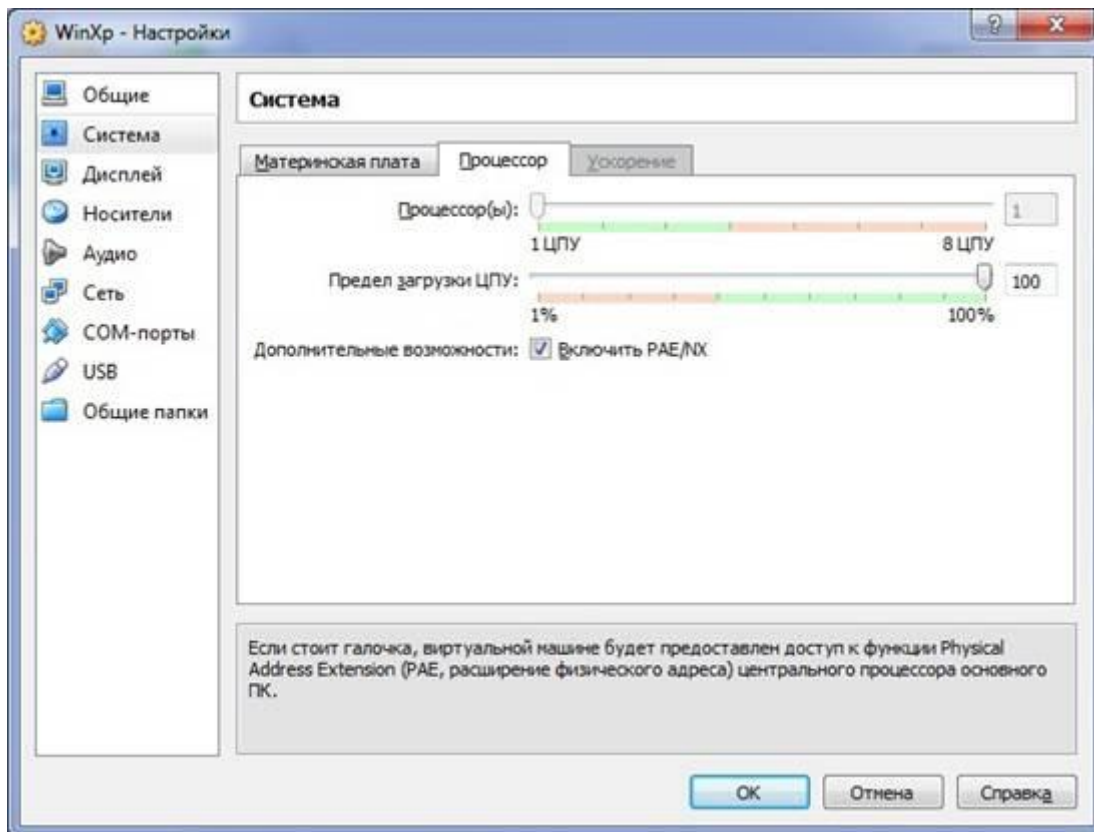 WinXp - Настройки
Общие
Система
Дисплей
Носители
Аудио
Сеть
COM-порты
USB
Общие папки
Система
Материнская плата Процессор Ускорение
Процессор(ы): 1
1 ЦПУ 8 ЦПУ
Предел загрузки ЦПУ: 100
1% 100%
Дополнительные возможности: Включить PAE/NX
Если стоит галочка, виртуальной машине будет предоставлен доступ к функции Physical
Address Extension (PAE, расширение физического адреса) центрального процессора основного
ПК.
OK Отмена Справка